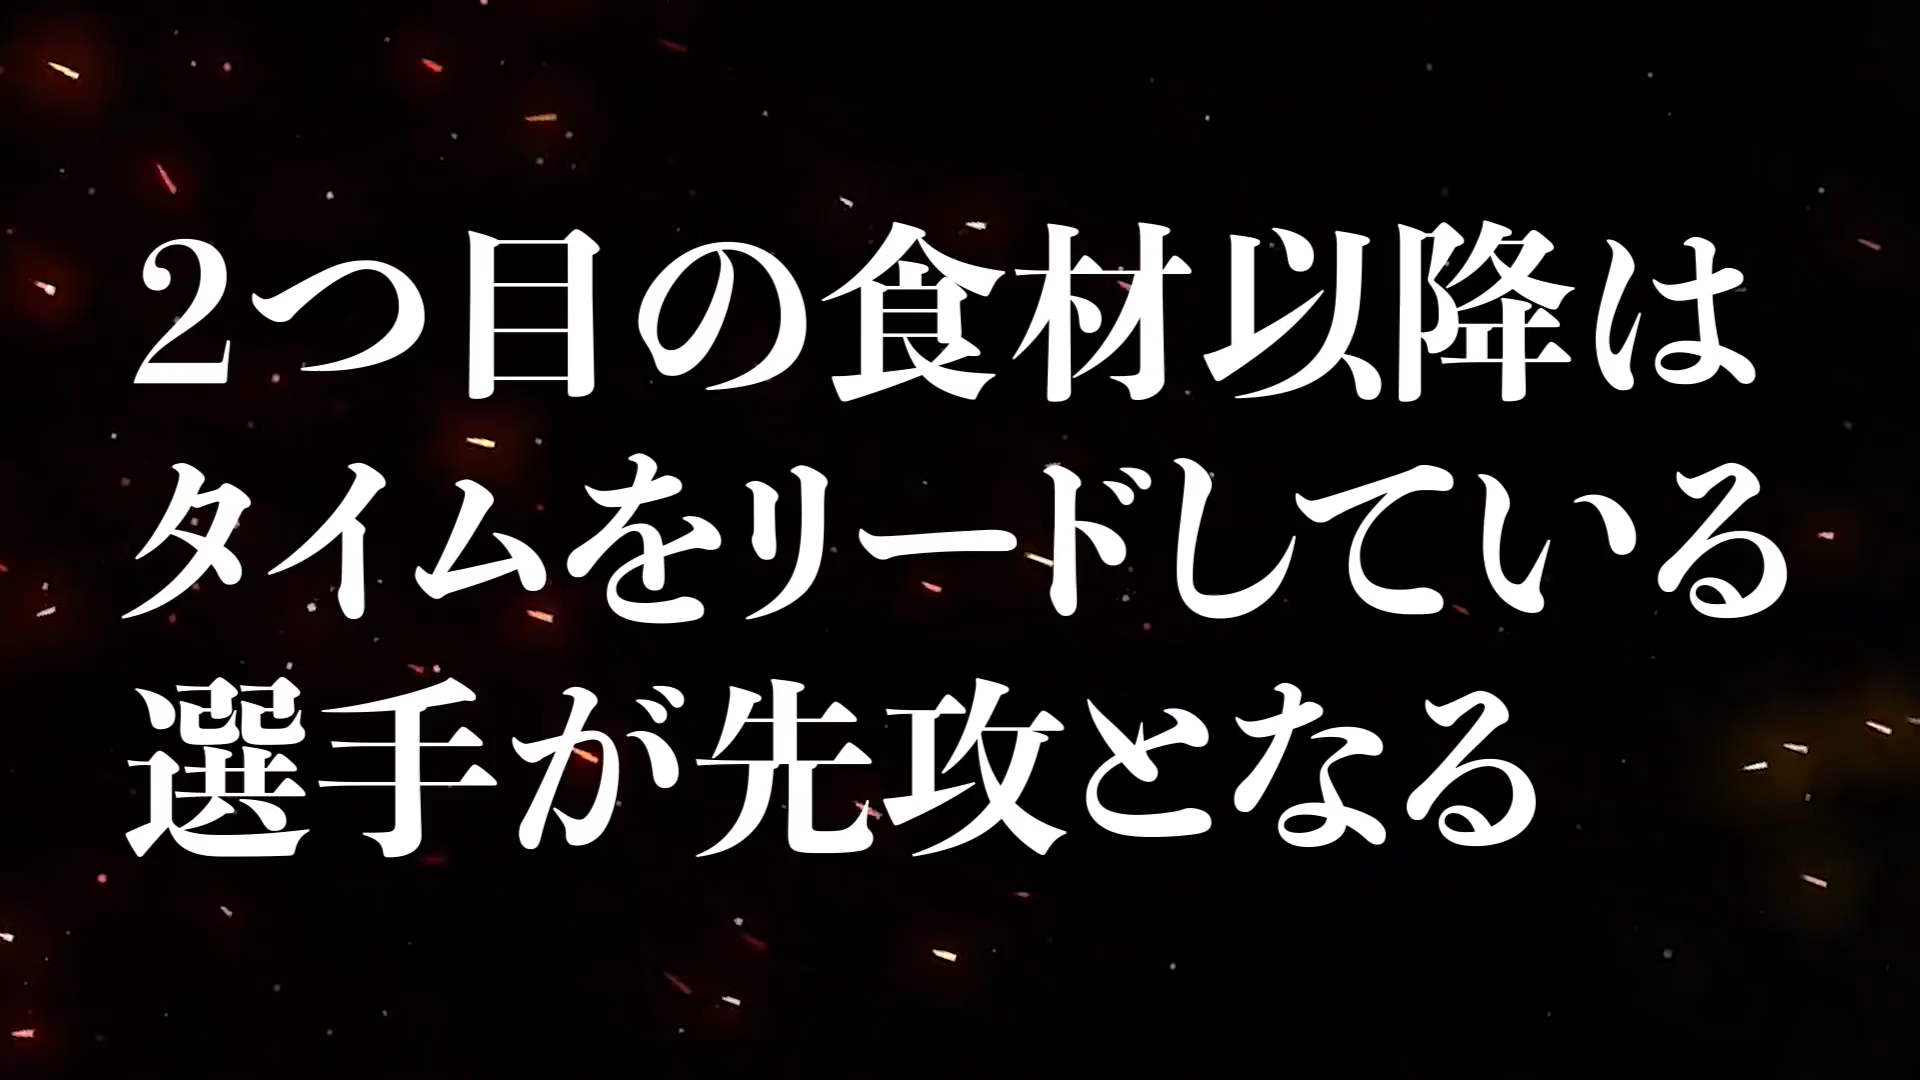 2つ目の食材以降は
タイムをリードしている
選手が先攻となる